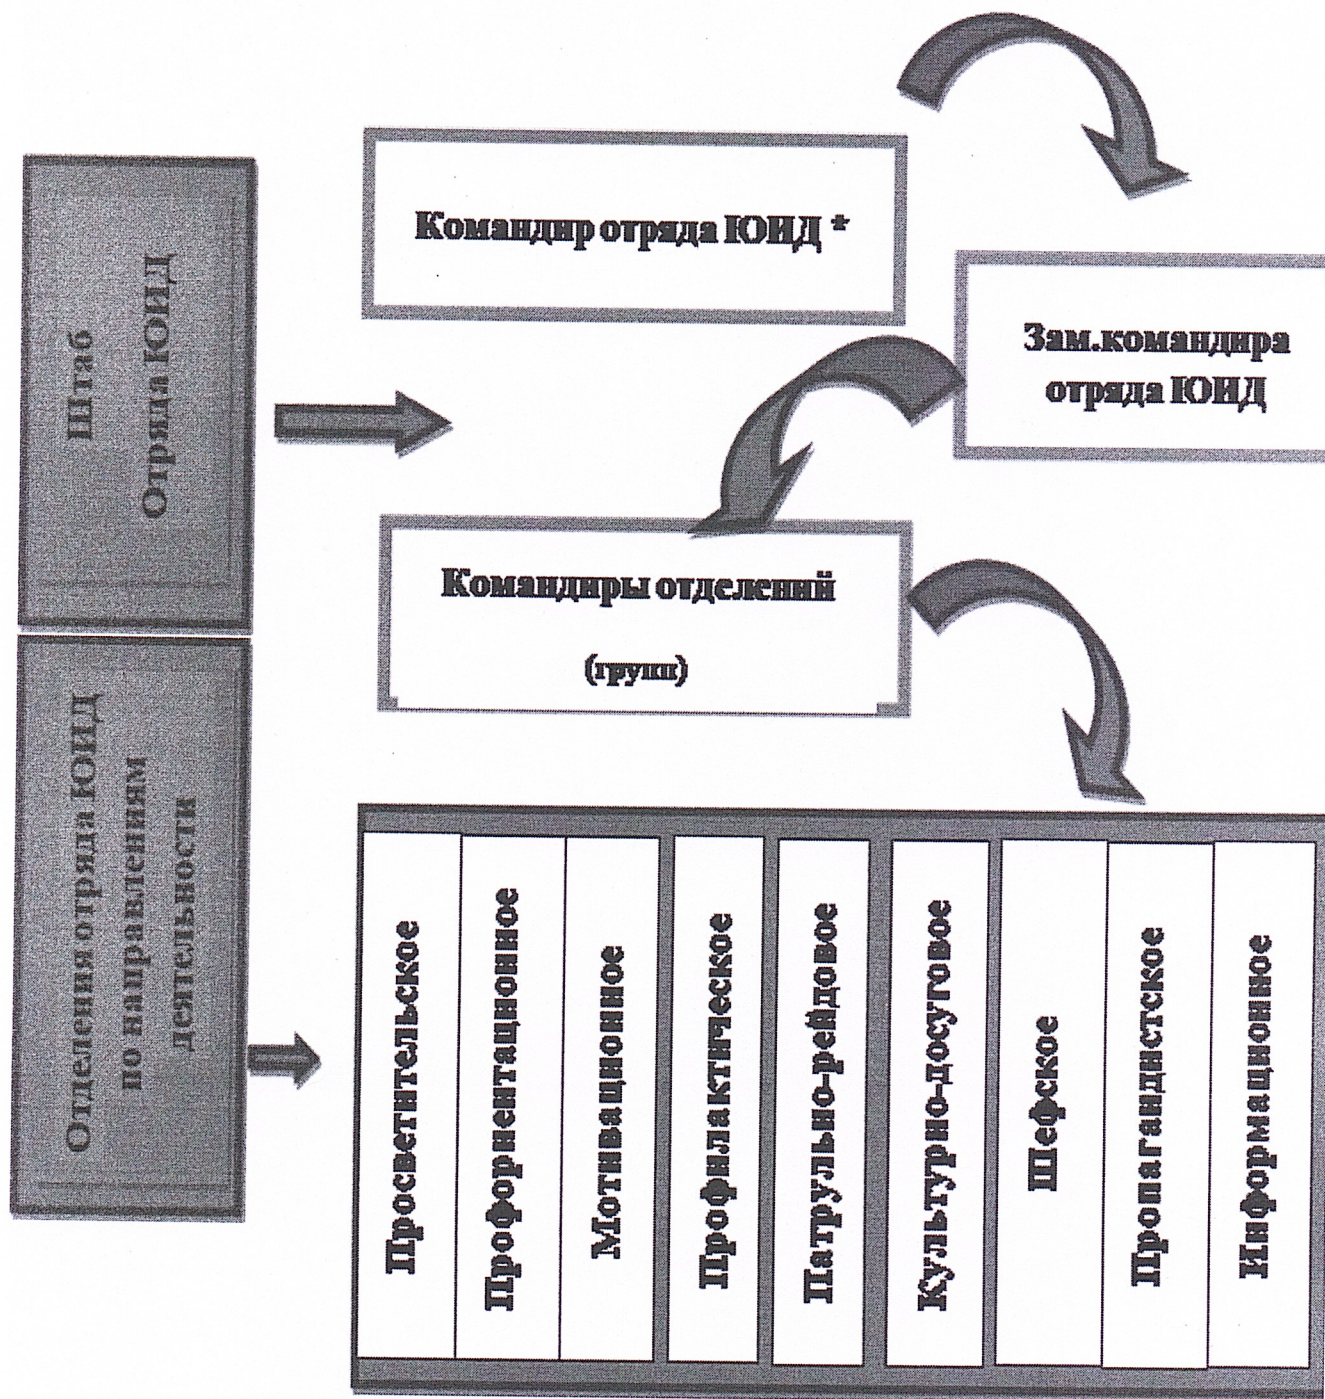 Штаб
Отряда ЮИД
Командир отряда ЮИД *
Зам.командира
отряда ЮИД
Командиры отделений
(групп)
Отделения отряда ЮИД
по направлениям
деятельности
Просветительское
Профориентационное
Мотивационное
Профилактическое
Патрульно-рейдовое
Культурно-досуговое
Шефское
Пропагандистское
Информационное